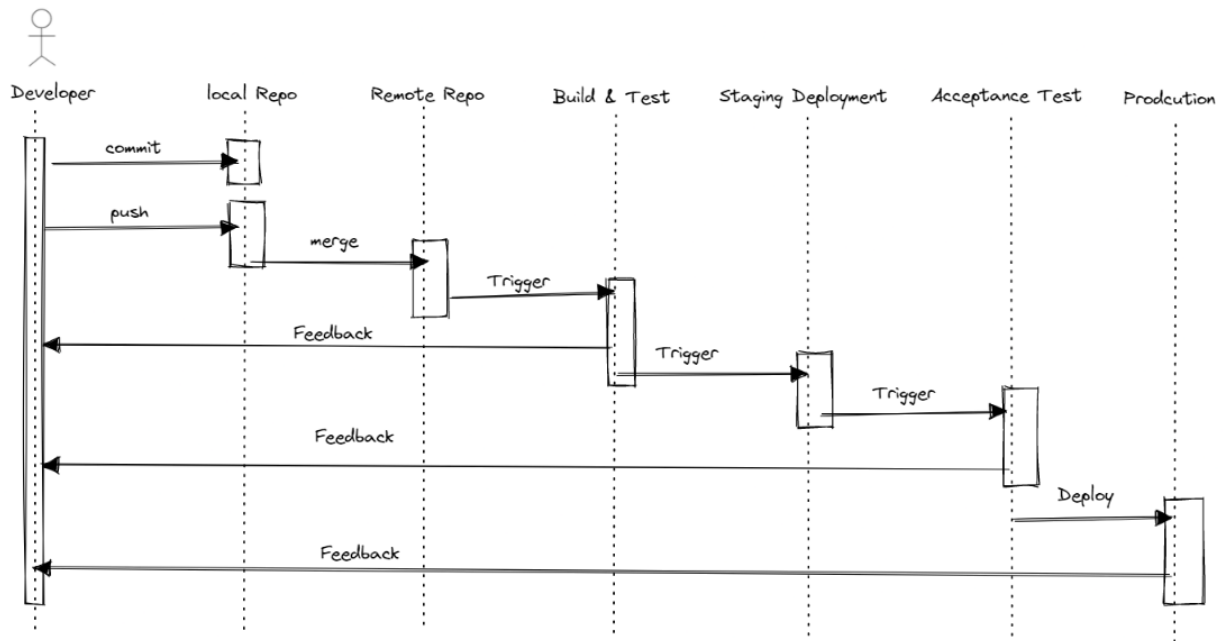 Developer
local Repo
Remote Repo
Build & Test
Staging Deployment
Acceptance Test
Prodcution
commit
push
merge
Trigger
Feedback
Trigger
Trigger
Feedback
Deploy
Feedback